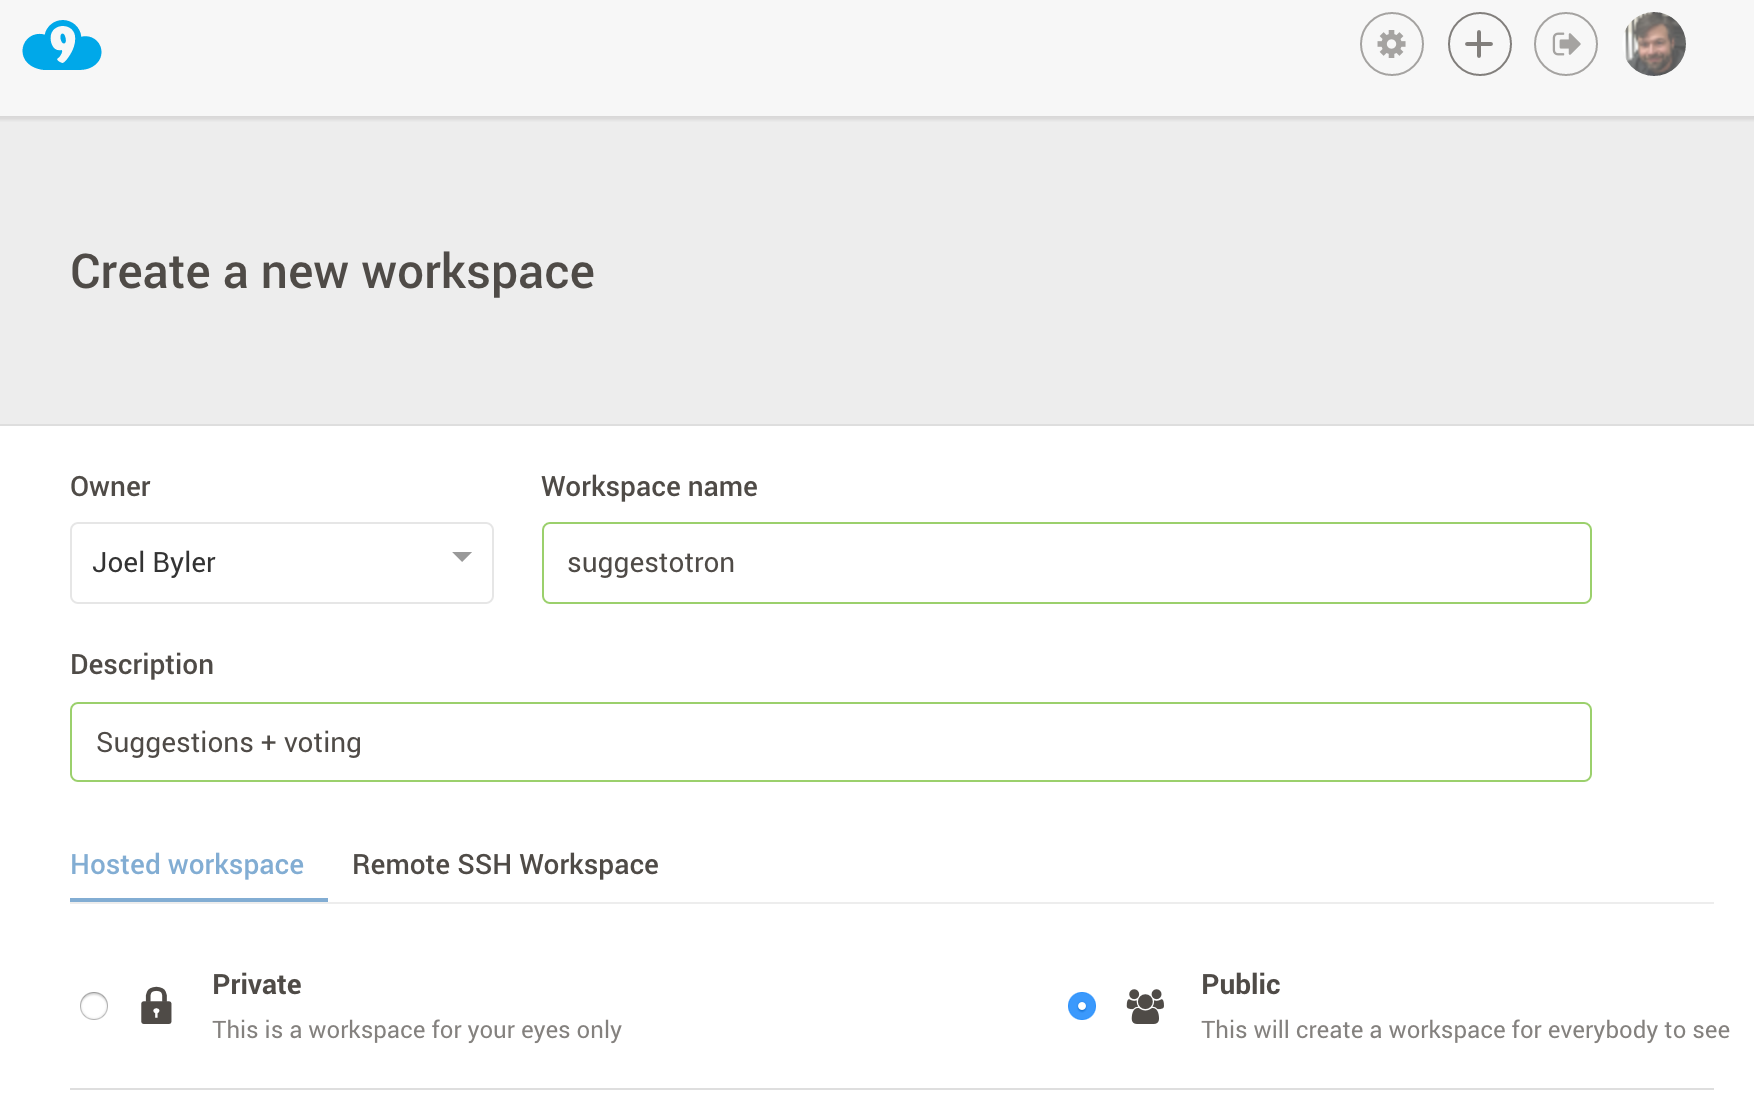 9
Create a new workspace
Owner
Workspace name
Joel Byler
suggestotron
Description
Suggestions + voting
Hosted workspace
Remote SSH Workspace
Private
This is a workspace for your eyes only
Public
This will create a workspace for everybody to see